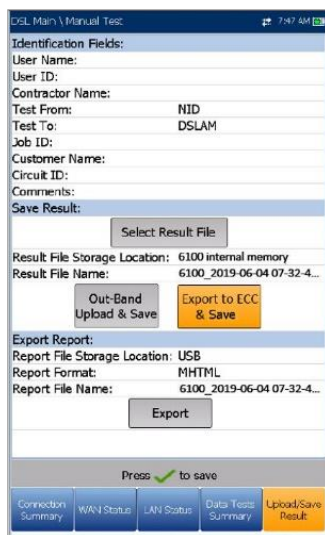 DSL Main \ Manual Test 7:47 AM
Identification Fields:
User Name:
User ID:
Contractor Name:
Test From: NID
Test To: DSLAM
Job ID:
Customer Name:
Circuit ID:
Comments:
Save Result:
Select Result File
Result File Storage Location: 6100 internal memory
Result File Name: 6100_2019-06-04 07-32-4...
Out-Band
Upload & Save
Export to ECC
& Save
Export Report:
Report File Storage Location: USB
Report Format: MHTML
Report File Name: 6100_2019-06-04 07-32-4...
Export
Press to save
Connection
Summary
WAN Status
LAN Status
Data Tests
Summary
Upload/Save
Result